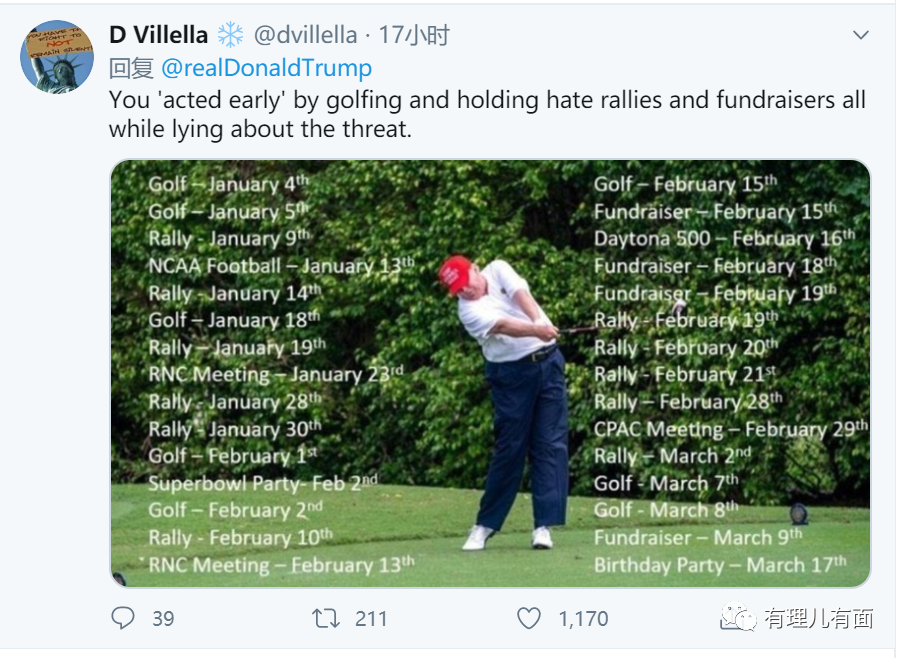 YOU HAVE THE
RIGHT TO
NOT
REMAIN SILENT
D Villella @dvillella · 17小时
回复 @realDonaldTrump
You 'acted early' by golfing and holding hate rallies and fundraisers all
while lying about the threat.
Golf – January 4th
Golf – January 5th
Rally - January 9th
NCAA Football – January 13th
Rally - January 14th
Golf – January 18th
Rally – January 19th
RNC Meeting – January 23rd
Rally - January 28th
Rally - January 30th
Golf – February 1st
Superbowl Party- Feb 2nd
Golf – February 2nd
Rally - February 10th
RNC Meeting – February 13th
Golf – February 15th
Fundraiser – February 15th
Daytona 500 – February 16th
Fundraiser – February 18th
Fundraiser – February 19th
Rally - February 19th
Rally - February 20th
Rally - February 21st
Rally – February 28th
CPAC Meeting – February 29th
Rally – March 2nd
Golf - March 7th
Golf - March 8th
Fundraiser – March 9th
Birthday Party – March 17th
39 211 1,170
有理儿有面